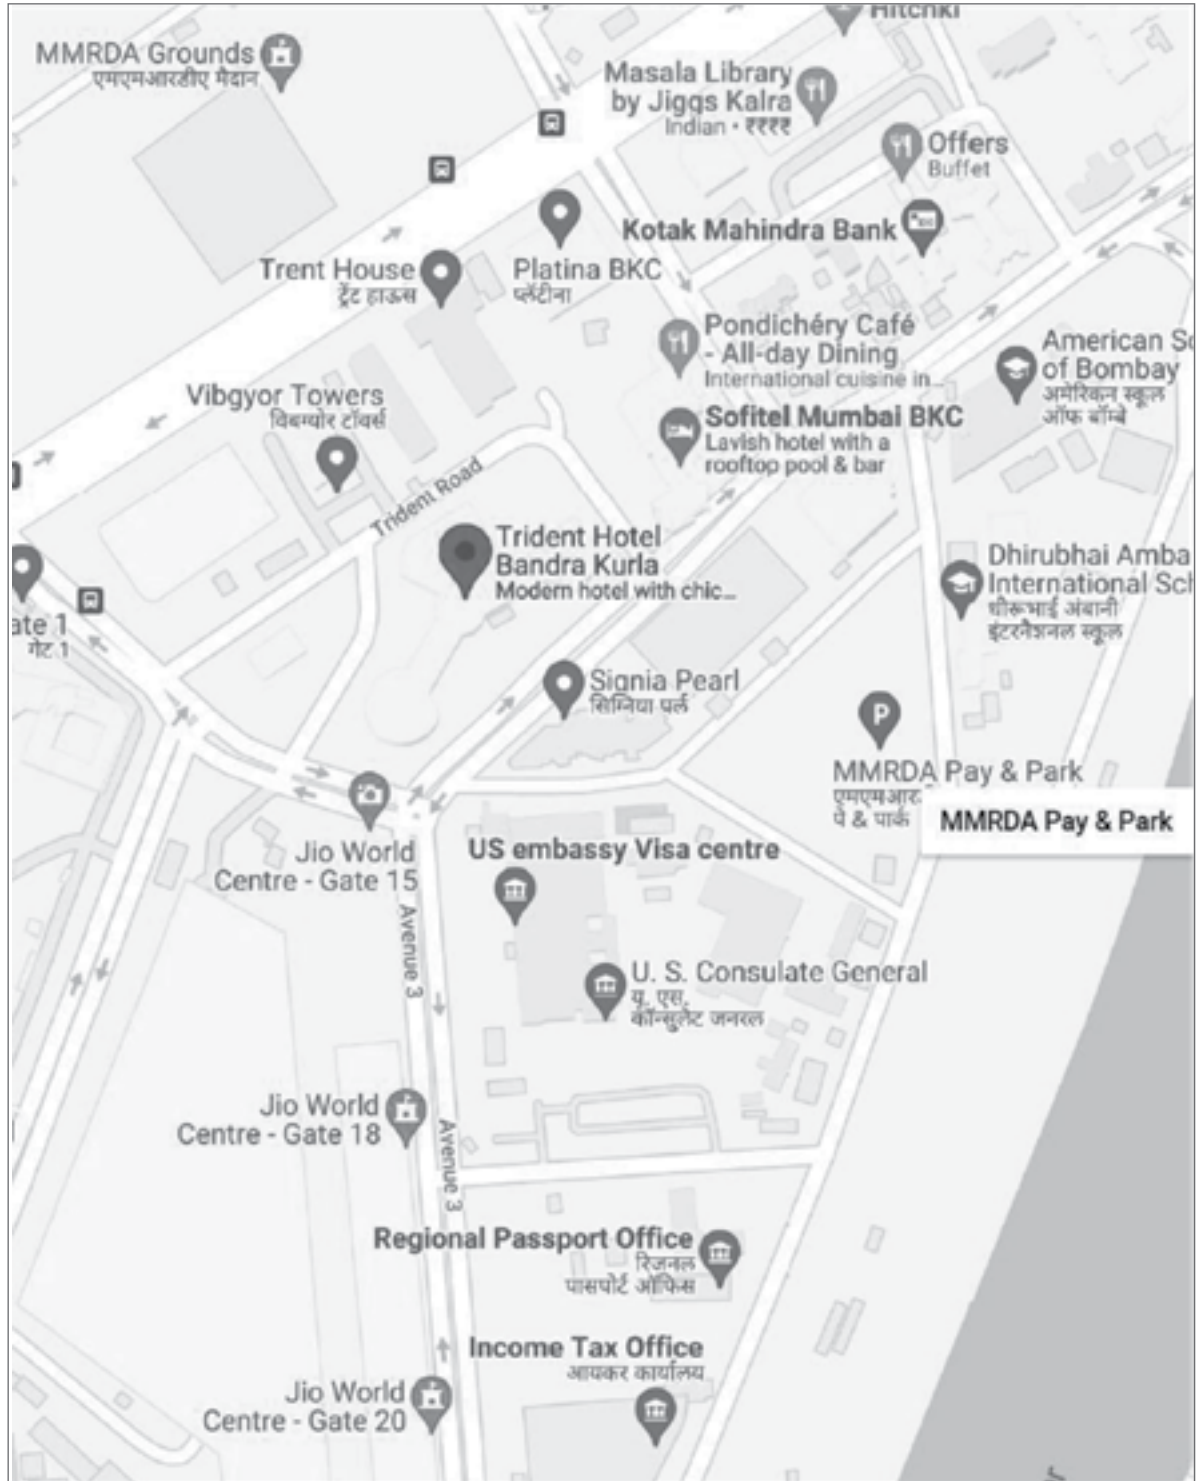 Hitchki
MMRDA Grounds
एमएमआरडीए मैदान
Masala Library
by Jiggs Kalra
Indian • ₹₹₹₹
Offers
Buffet
Kotak Mahindra Bank
Trent House
ट्रेंट हाऊस
Platina BKC
प्लॅटीना
Pondichéry Café
- All-day Dining
International cuisine in...
American Sc
of Bombay
अमेरिकन स्कूल
ऑफ बॉम्बे
Vibgyor Towers
विबग्योर टॉवर्स
Sofitel Mumbai BKC
Lavish hotel with a
rooftop pool & bar
Trident Road
Trident Hotel
Bandra Kurla
Modern hotel with chic...
Dhirubhai Amba
International Sch
धीरूभाई अंबानी
इंटरनॅशनल स्कूल
ate 1
गेट 1
Signia Pearl
सिग्निया पर्ल
P
MMRDA Pay & Park
एमएमआर
पे & पार्क
MMRDA Pay & Park
Jio World
Centre - Gate 15
US embassy Visa centre
Avenue 3
U. S. Consulate General
यू. एस.
कॉन्सुलेट जनरल
Jio World
Centre - Gate 18
Avenue 3
Regional Passport Office
रिजनल
पासपोर्ट ऑफिस
Income Tax Office
आयकर कार्यालय
Jio World
Centre - Gate 20